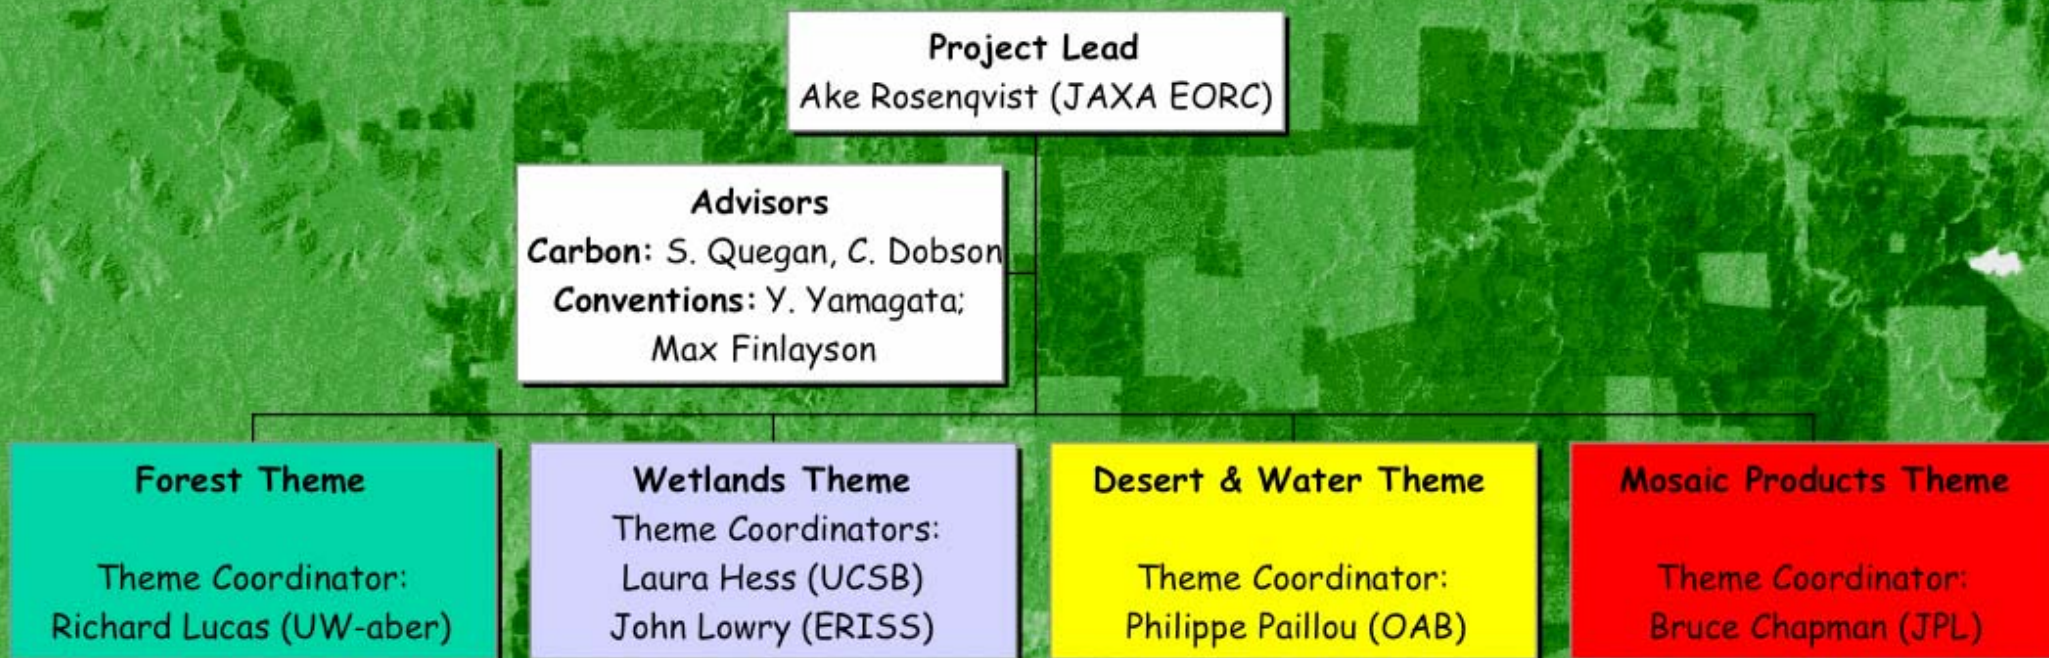 Project Lead
Ake Rosenqvist (JAXA EORC)
Advisors
Carbon: S. Quegan, C. Dobson
Conventions: Y. Yamagata;
Max Finlayson
Forest Theme
Theme Coordinator:
Richard Lucas (UW-aber)
Wetlands Theme
Theme Coordinators:
Laura Hess (UCSB)
John Lowry (ERISS)
Desert & Water Theme
Theme Coordinator:
Philippe Paillou (OAB)
Mosaic Products Theme
Theme Coordinator:
Bruce Chapman (JPL)